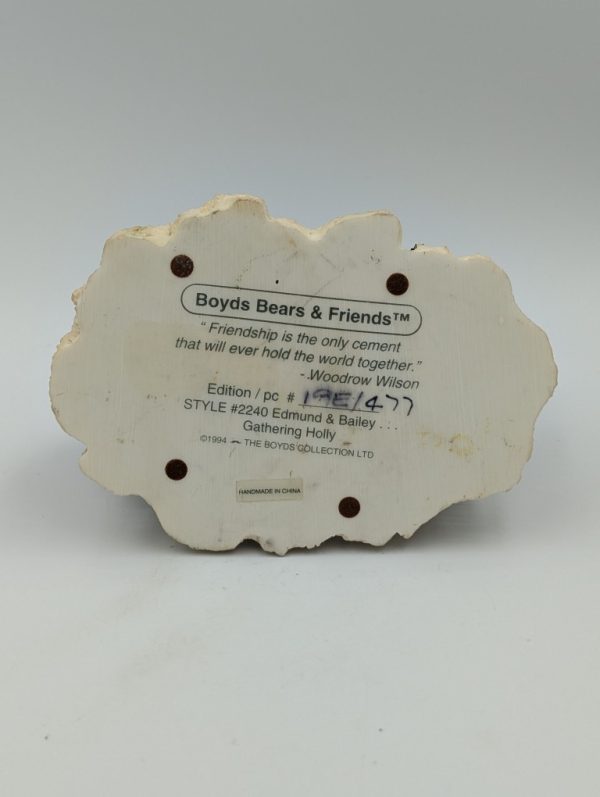 Boyds Bears & Friends™
"Friendship is the only cement
that will ever hold the world together."
- Woodrow Wilson
Edition / pc # 19E/477
STYLE #2240 Edmund & Bailey . . .
Gathering Holly
©1994 – THE BOYDS COLLECTION LTD
HANDMADE IN CHINA